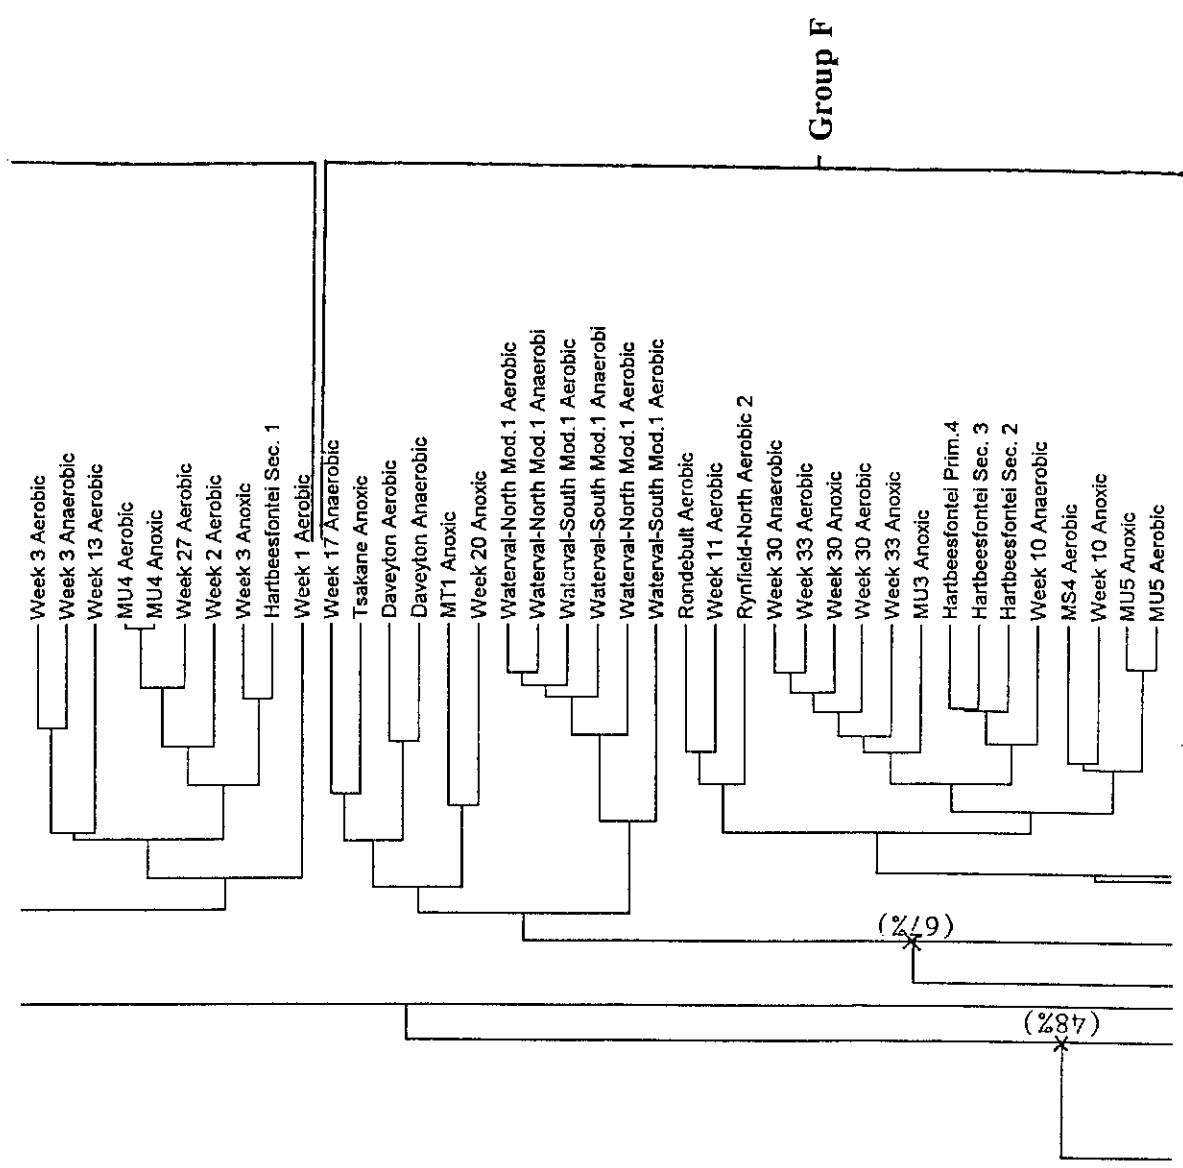 Week 3 Aerobic
Week 3 Anaerobic
Week 13 Aerobic
MU4 Aerobic
MU4 Anoxic
Week 27 Aerobic
Week 2 Aerobic
Week 3 Anoxic
Hartbeesfontei Sec. 1
Week 1 Aerobic
Week 17 Anaerobic
Tsakane Anoxic
Daveyton Aerobic
Daveyton Anaerobic
MT1 Anoxic
Week 20 Anoxic
Waterval-North Mod.1 Aerobic
Waterval-North Mod.1 Anaerobi
Waterval-South Mod.1 Aerobic
Waterval-South Mod.1 Anaerobi
Waterval-North Mod.1 Aerobic
Waterval-South Mod.1 Aerobic
Rondebult Aerobic
Week 11 Aerobic
Rynfield-North Aerobic 2
Week 30 Anaerobic
Week 33 Aerobic
Week 30 Anoxic
Week 30 Aerobic
Week 33 Anoxic
MU3 Anoxic
Hartbeesfontei Prim.4
Hartbeesfontei Sec. 3
Hartbeesfontei Sec. 2
Week 10 Anaerobic
MS4 Aerobic
Week 10 Anoxic
MU5 Anoxic
MU5 Aerobic
Group F
(67%)
(48%)